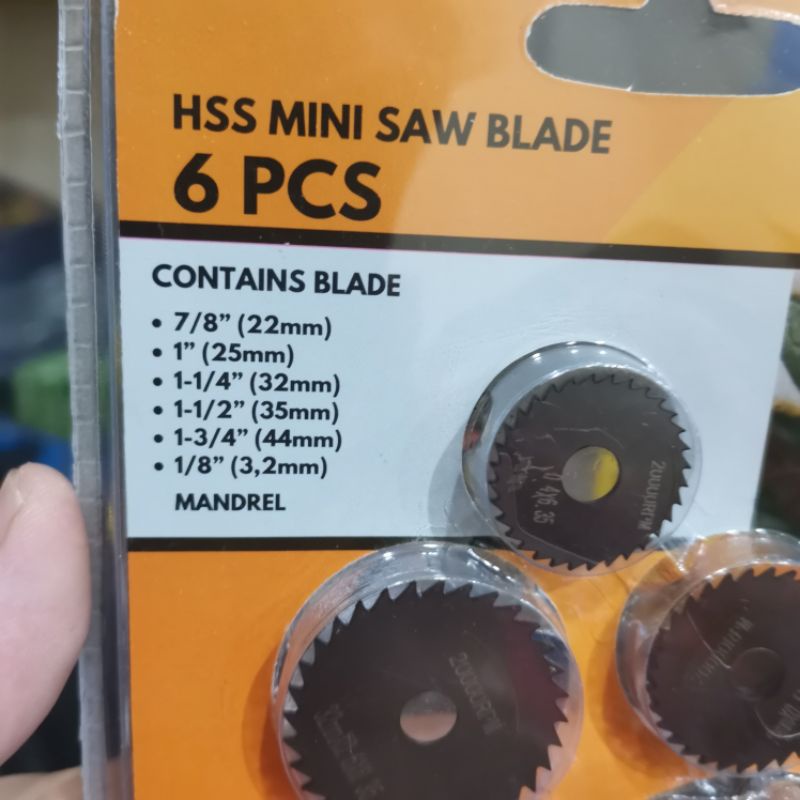 HSS MINI SAW BLADE
6 PCS
CONTAINS BLADE
• 7/8” (22mm)
• 1” (25mm)
• 1-1/4” (32mm)
• 1-1/2” (35mm)
• 1-3/4” (44mm)
• 1/8” (3,2mm)
MANDREL
20000RPM
20000RPM